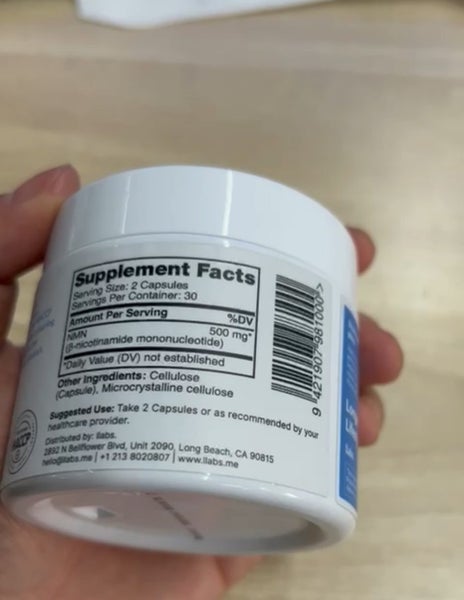 Supplement Facts
Serving Size: 2 Capsules
Servings Per Container: 30
Amount Per Serving %DV
NMN 500 mg*
(β-nicotinamide mononucleotide)
*Daily Value (DV) not established
Other Ingredients: Cellulose
(Capsule), Microcrystalline cellulose
Suggested Use: Take 2 Capsules or as recommended by your
healthcare provider.
Distributed by: llabs.
2892 N Bellflower Blvd, Unit 2090, Long Beach, CA 90815
hello@llabs.me | +1 213 8020807 | www.llabs.me
9 421907 981000>
HACCP